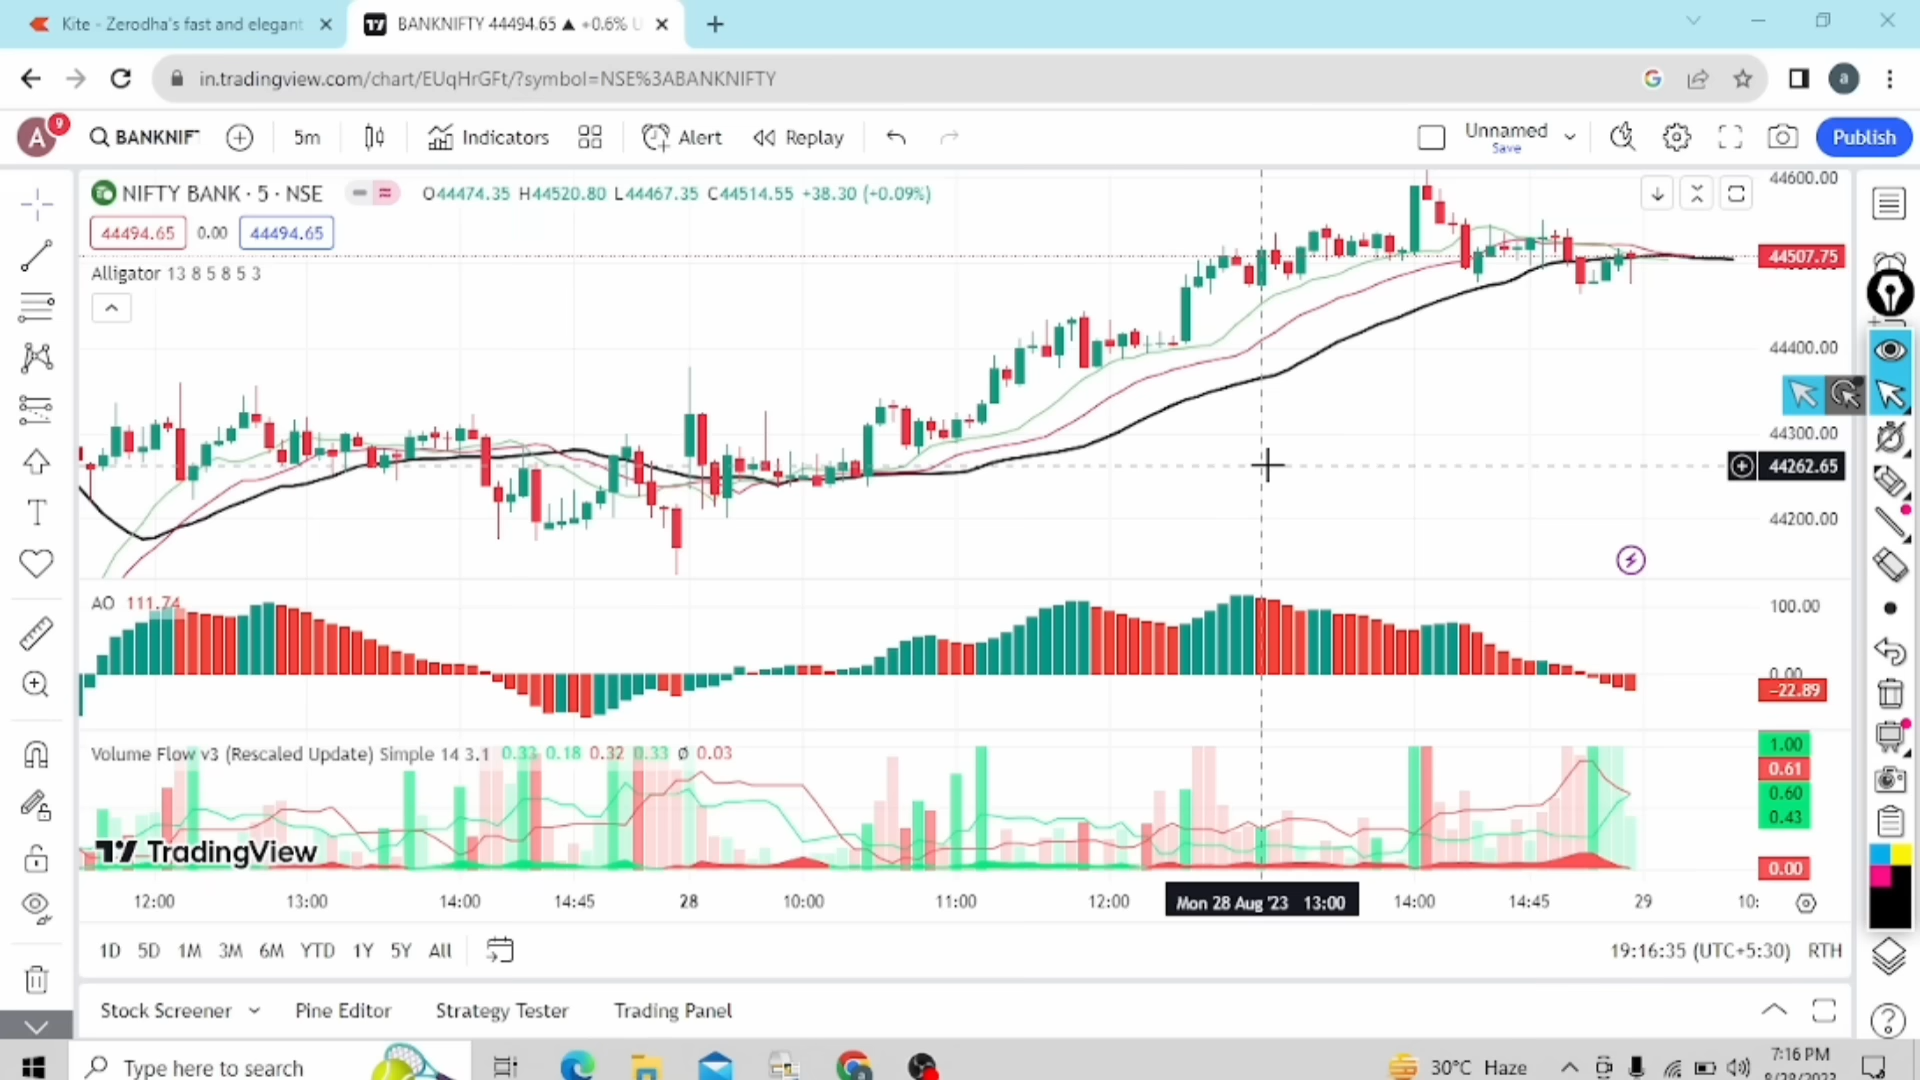 Kite - Zerodha's fast and elegant
BANKNIFTY 44494.65 ▲ +0.6% U
in.tradingview.com/chart/EUqHrGFt/?symbol=NSE%3ABANKNIFTY
a
A 9 BANKNIF 5m Indicators Alert Replay Unnamed Save Publish
NIFTY BANK · 5 · NSE O44474.35 H44520.80 L44467.35 C44514.55 +38.30 (+0.09%)
44494.65 0.00 44494.65
Alligator 13 8 5 8 5 3
44600.00
44507.75
44400.00
44300.00
44262.65
44200.00
AO 111.74
100.00
0.00
−22.89
Volume Flow v3 (Rescaled Update) Simple 14 3.1 0.33 0.18 0.32 0.33 ø 0.03
1.00
0.61
0.60
0.43
0.00
TradingView
12:00 13:00 14:00 14:45 28 10:00 11:00 12:00 Mon 28 Aug '23 13:00 14:00 14:45 29 10:
1D 5D 1M 3M 6M YTD 1Y 5Y All 19:16:35 (UTC+5:30) RTH
Stock Screener Pine Editor Strategy Tester Trading Panel
Type here to search 30°C Haze 7:16 PM
8/28/2023